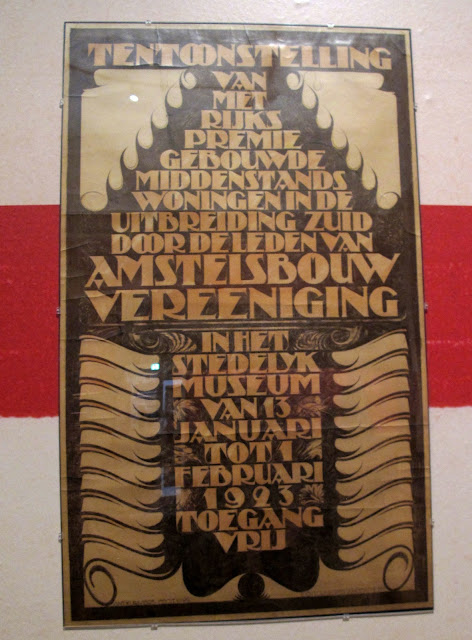 TENTOONSTELLING
VAN
MET
RIJKS
PREMIE
GEBOUWDE
MIDDENSTANDS
WONINGEN IN DE
UITBREIDING ZUID
DOOR DE LEDEN VAN
AMSTELSBOUW
VEREENIGING
IN HET
STEDELYK
MUSEUM
VAN 13
JANUARI
TOT 1
FEBRUARI
1923
TOEGANG
VRIJ